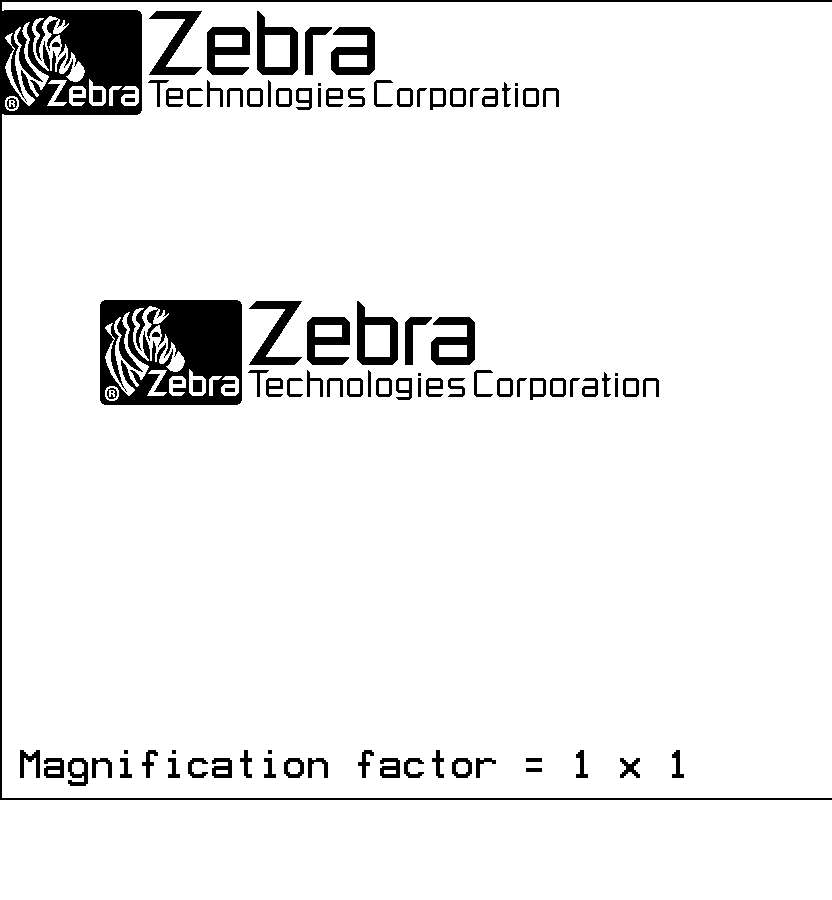 Zebra
Zebra
Technologies Corporation
®
Zebra
Zebra
Technologies Corporation
®
Magnification factor = 1 x 1